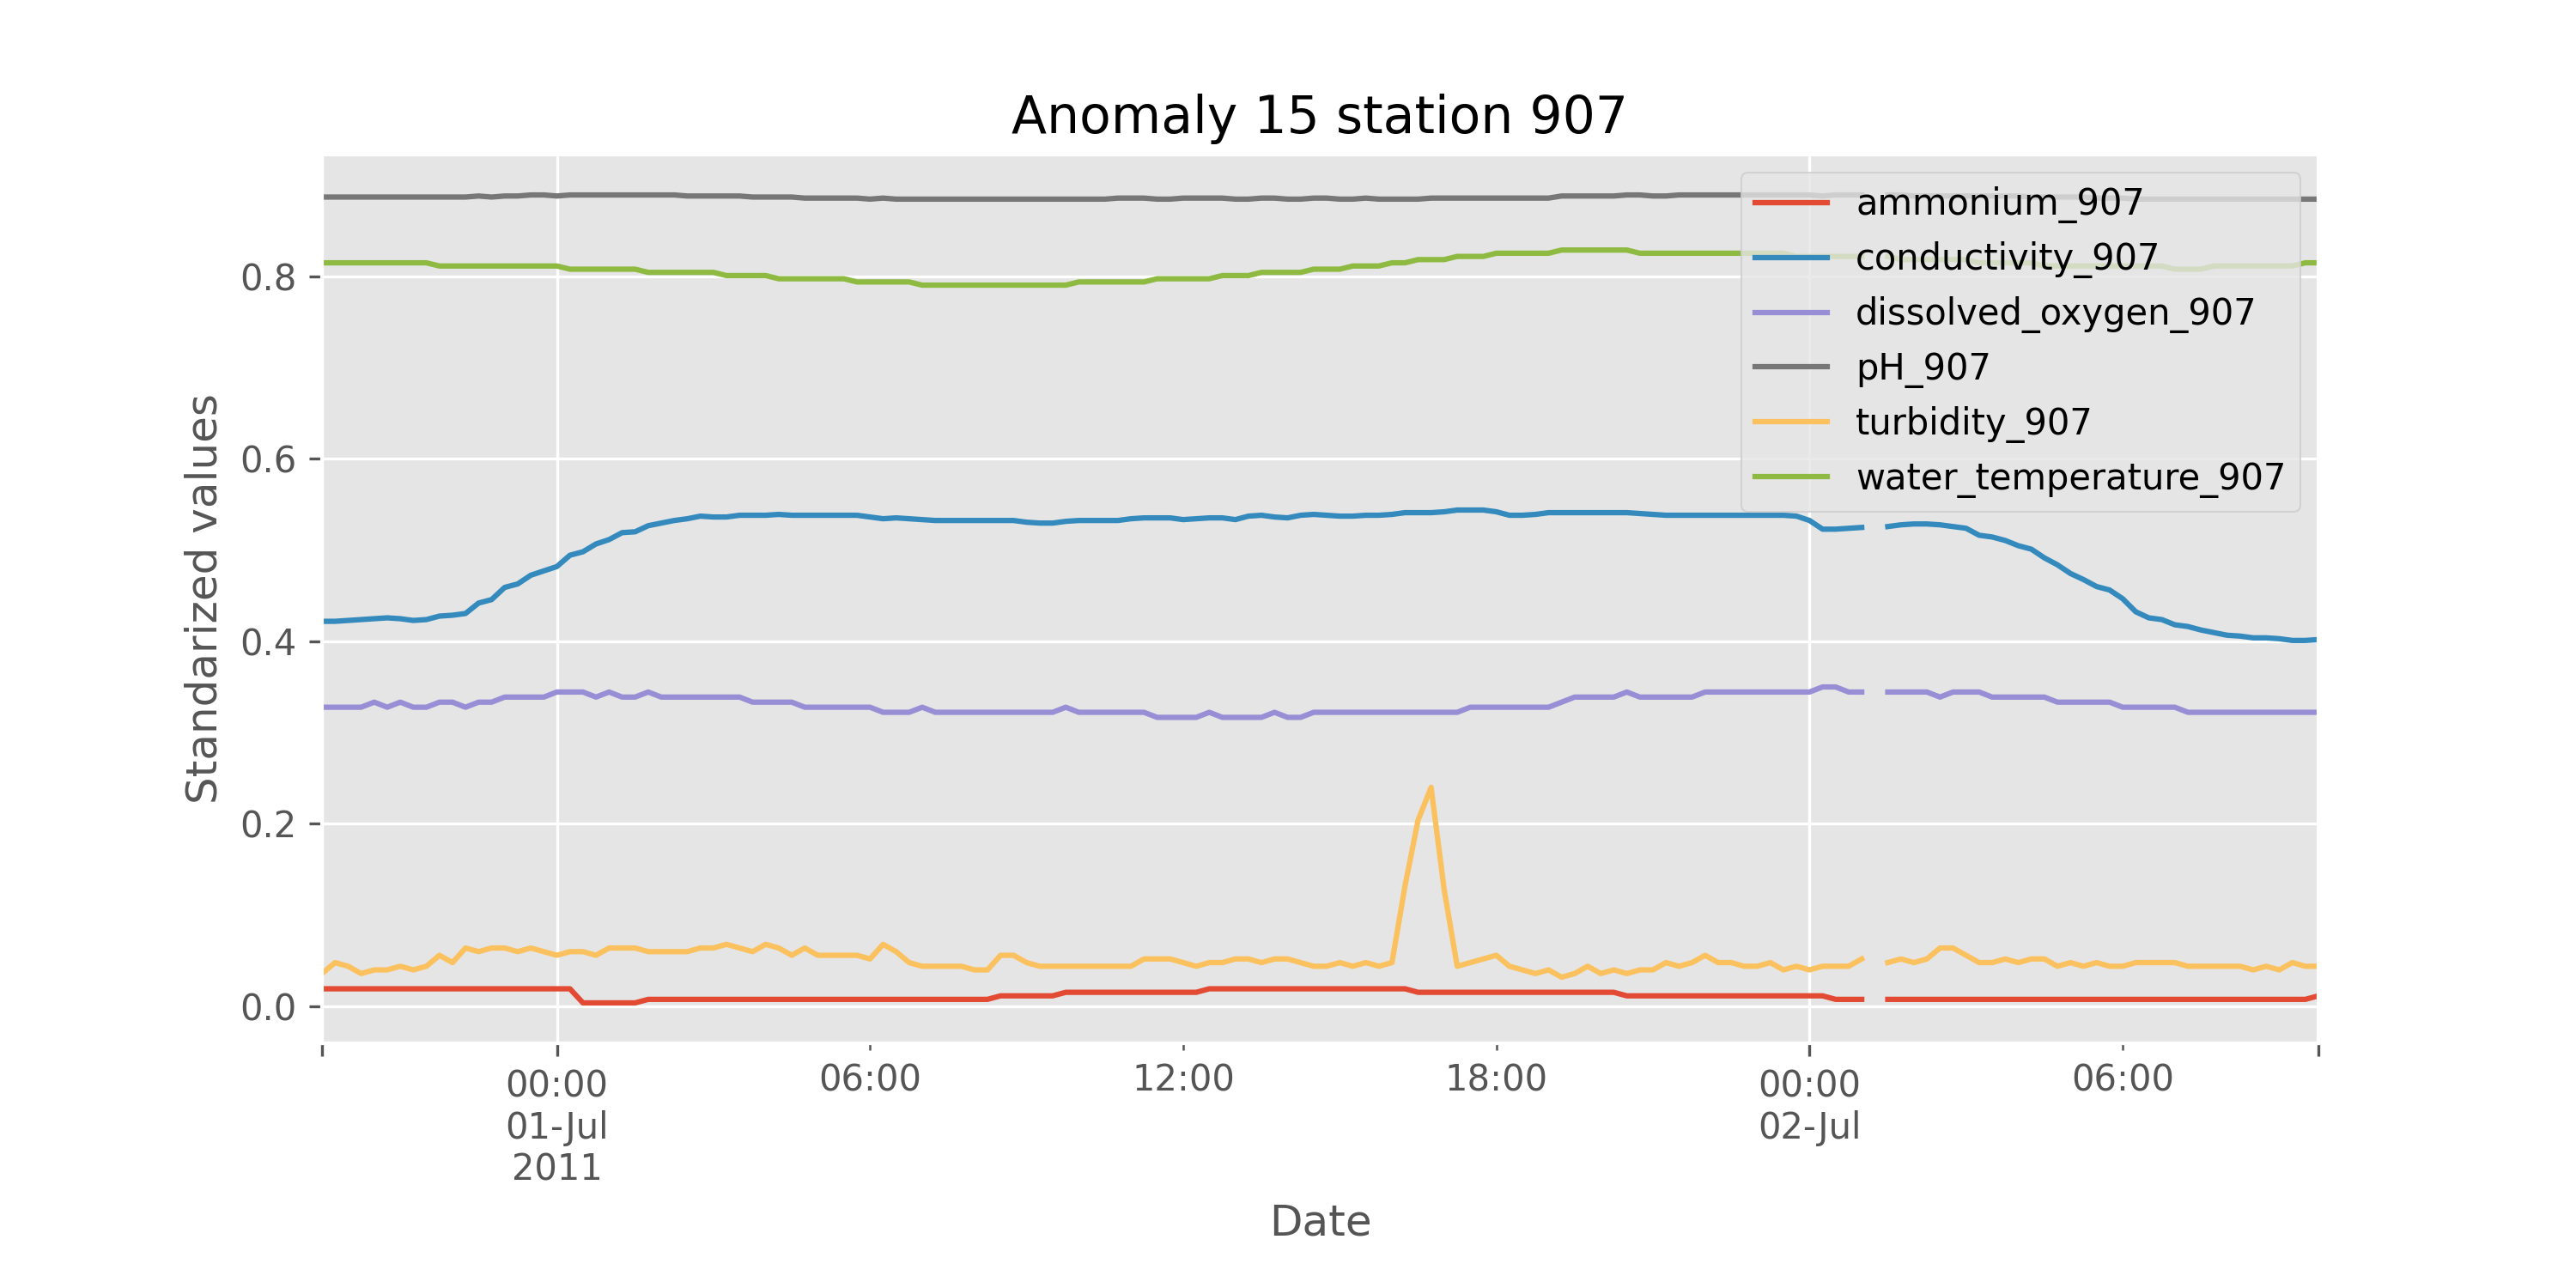 Anomaly 15 station 907
ammonium_907
conductivity_907
dissolved_oxygen_907
pH_907
turbidity_907
water_temperature_907
Standarized values
0.8
0.6
0.4
0.2
0.0
00:00 06:00 12:00 18:00 00:00 06:00
01-Jul 02-Jul
2011
Date